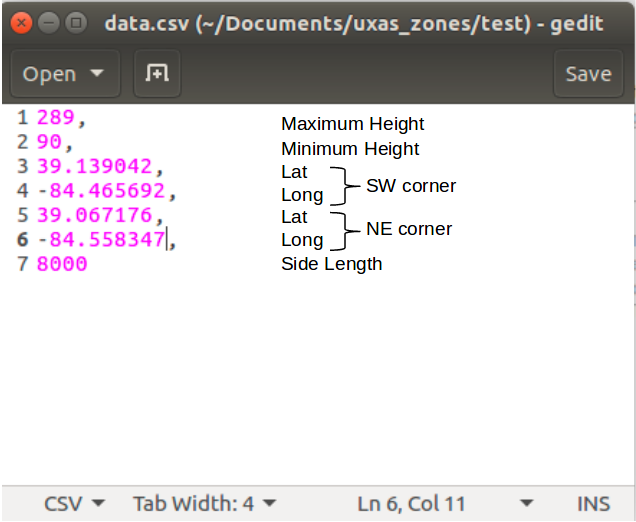 data.csv (~/Documents/uxas_zones/test) - gedit
Open
Save
1 289, Maximum Height
2 90, Minimum Height
3 39.139042, Lat
SW corner
4 -84.465692, Long
5 39.067176, Lat
NE corner
6 -84.558347, Long
7 8000 Side Length
CSV Tab Width: 4 Ln 6, Col 11 INS